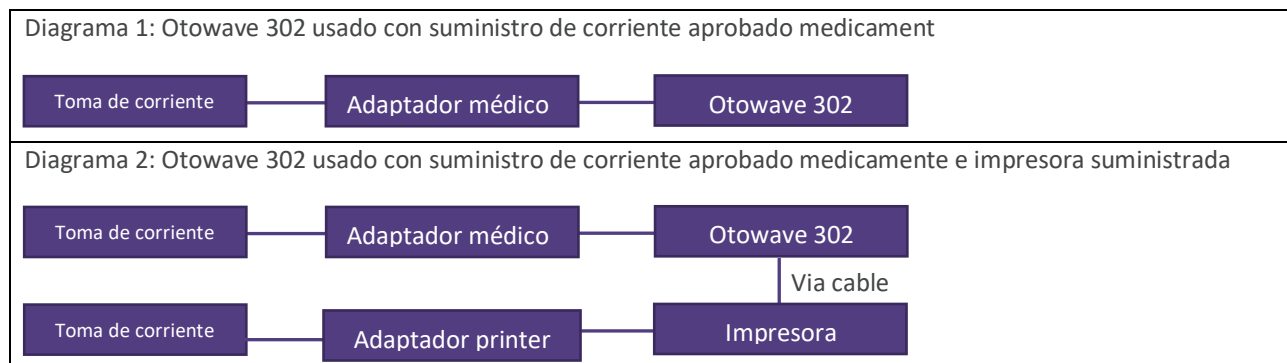 Diagrama 1: Otowave 302 usado con suministro de corriente aprobado medicament
Toma de corriente Adaptador médico Otowave 302
Diagrama 2: Otowave 302 usado con suministro de corriente aprobado medicamente e impresora suministrada
Toma de corriente Adaptador médico Otowave 302
Via cable
Toma de corriente Adaptador printer Impresora